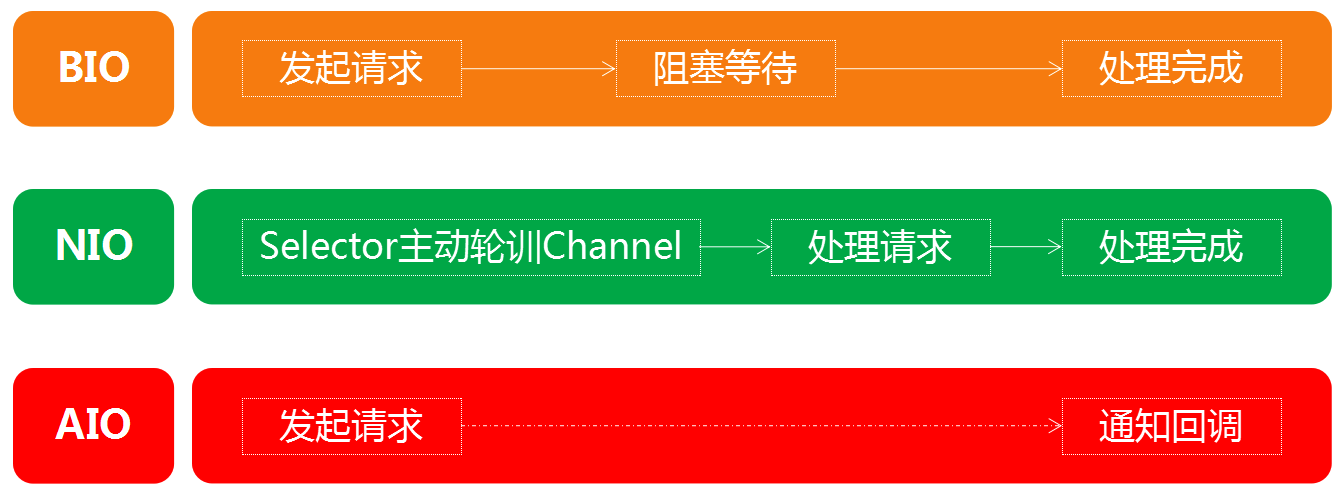 BIO
发起请求
阻塞等待
处理完成
NIO
Selector主动轮训Channel
处理请求
处理完成
AIO
发起请求
通知回调